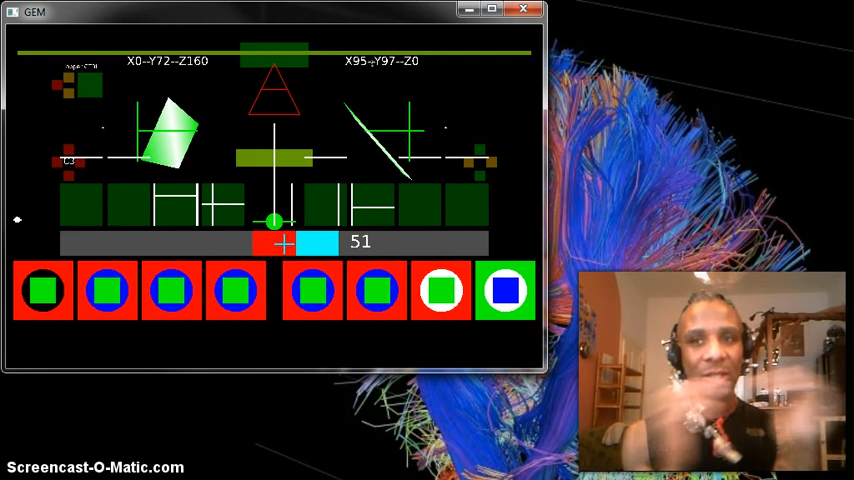 GEM
X0--Y72--Z160
X95--Y97--Z0
C3
51
Screencast-O-Matic.com